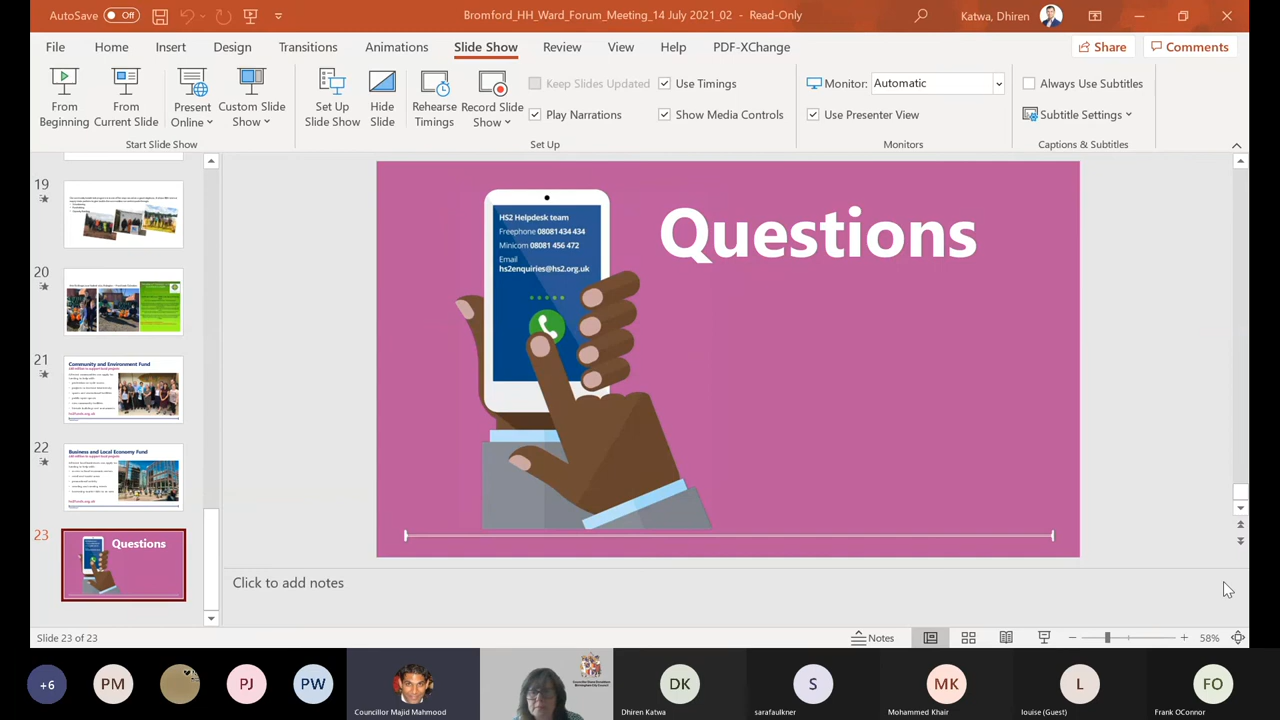 AutoSave Off
Bromford_HH_Ward_Forum_Meeting_14 July 2021_02 - Read-Only
Katwa, Dhiren
File Home Insert Design Transitions Animations Slide Show Review View Help PDF-XChange
Share Comments
From Beginning
From Current Slide
Present Online
Custom Slide Show
Start Slide Show
Set Up Slide Show
Hide Slide
Rehearse Timings
Record Slide Show
Keep Slides Updated
Use Timings
Play Narrations
Show Media Controls
Set Up
Monitor: Automatic
Use Presenter View
Monitors
Always Use Subtitles
Subtitle Settings
Captions & Subtitles
19
20
21
Community and Environment Fund
22
Business and Local Economy Fund
23
Questions
HS2 Helpdesk team
Freephone 08081 434 434
Minicom 08081 456 472
Email
hs2enquiries@hs2.org.uk
Questions
Click to add notes
Slide 23 of 23
Notes
58%
+6
PM
PJ
PW
Councillor Majid Mahmood
DK
Dhiren Katwa
S
sarafaulkner
MK
Mohammed Khair
L
louise (Guest)
FO
Frank OConnor